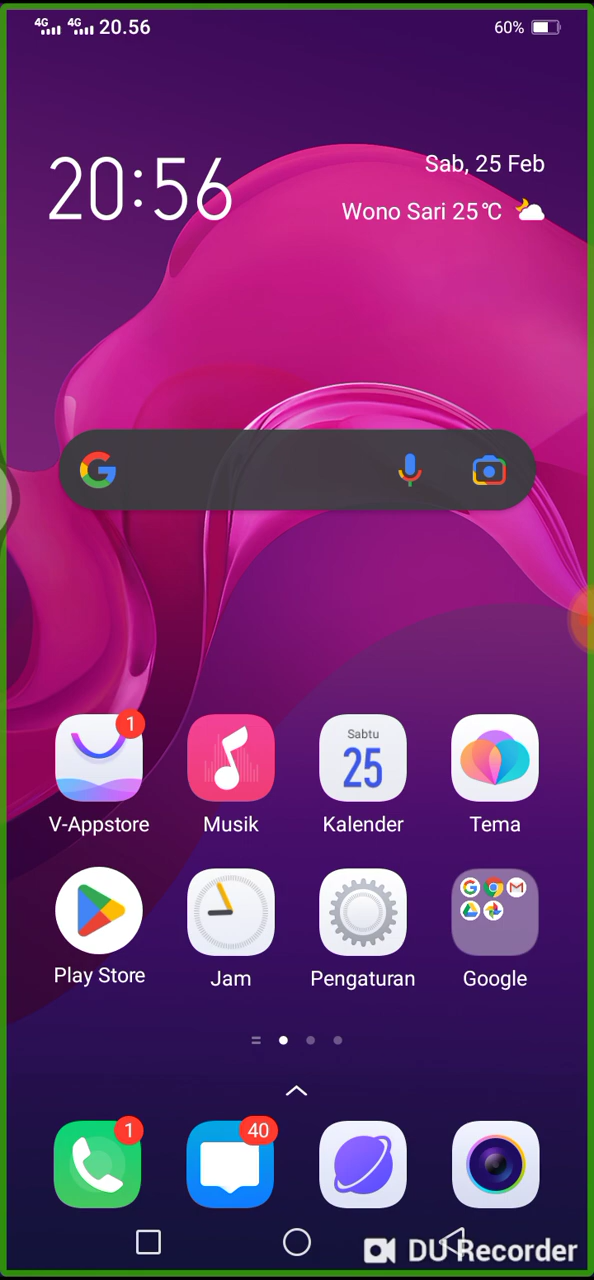 4G 4G 20.56 60%
20:56
Sab, 25 Feb
Wono Sari 25℃
1
Sabtu
25
V-Appstore Musik Kalender Tema
Play Store Jam Pengaturan Google
1 40
DU Recorder